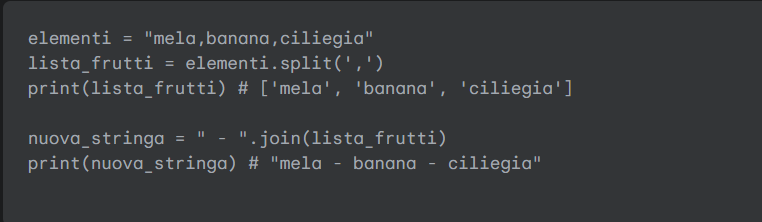 elementi = "mela,banana,ciliegia"
lista_frutti = elementi.split(',')
print(lista_frutti) # ['mela', 'banana', 'ciliegia']
nuova_stringa = " - ".join(lista_frutti)
print(nuova_stringa) # "mela - banana - ciliegia"